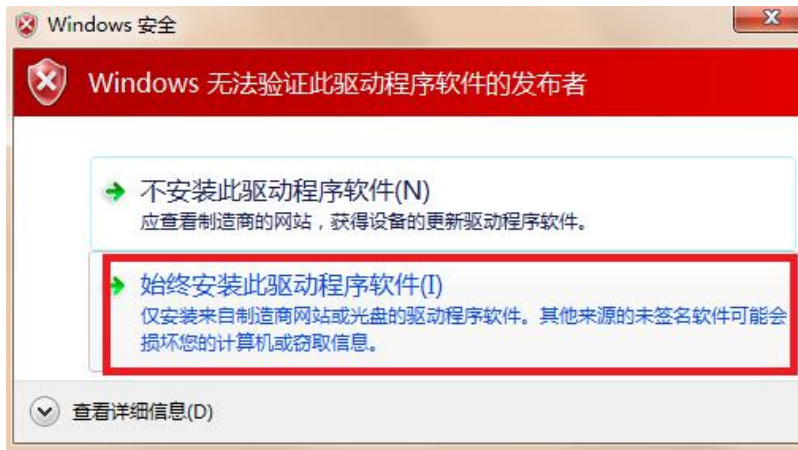 Windows 安全
Windows 无法验证此驱动程序软件的发布者
不安装此驱动程序软件(N)
应查看制造商的网站，获得设备的更新驱动程序软件。
始终安装此驱动程序软件(I)
仅安装来自制造商网站或光盘的驱动程序软件。其他来源的未签名软件可能会
损坏您的计算机或窃取信息。
查看详细信息(D)